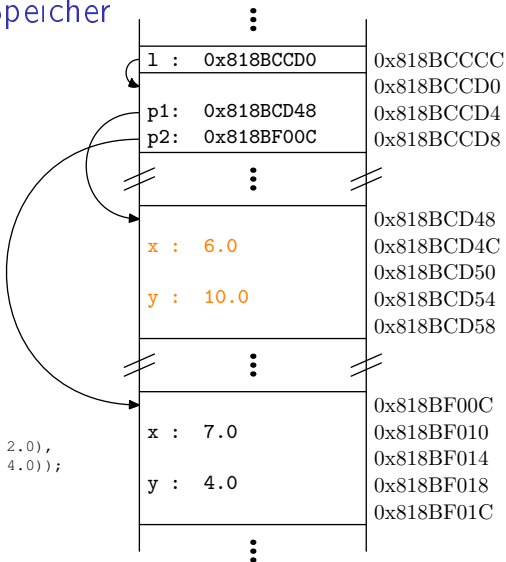 Speicher
l : 0x818BCCD0 0x818BCCCC
0x818BCCD0
p1: 0x818BCD48 0x818BCCD4
p2: 0x818BF00C 0x818BCCD8
0x818BCD48
x : 6.0 0x818BCD4C
0x818BCD50
y : 10.0 0x818BCD54
0x818BCD58
0x818BF00C
x : 7.0 0x818BF010
2.0),
0x818BF014
4.0));
y : 4.0 0x818BF018
0x818BF01C